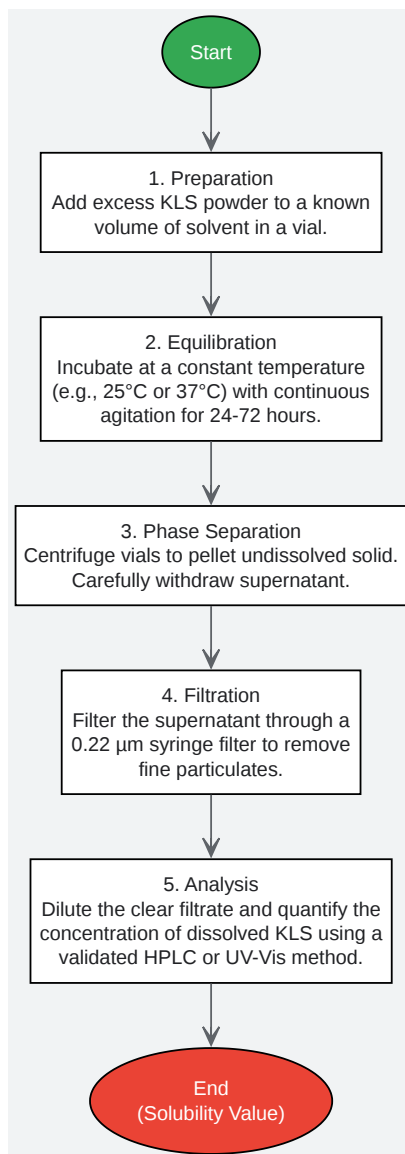 Start
1. Preparation
Add excess KLS powder to a known
volume of solvent in a vial.
2. Equilibration
Incubate at a constant temperature
(e.g., 25°C or 37°C) with continuous
agitation for 24-72 hours.
3. Phase Separation
Centrifuge vials to pellet undissolved solid.
Carefully withdraw supernatant.
4. Filtration
Filter the supernatant through a
0.22 µm syringe filter to remove
fine particulates.
5. Analysis
Dilute the clear filtrate and quantify the
concentration of dissolved KLS using a
validated HPLC or UV-Vis method.
End
(Solubility Value)